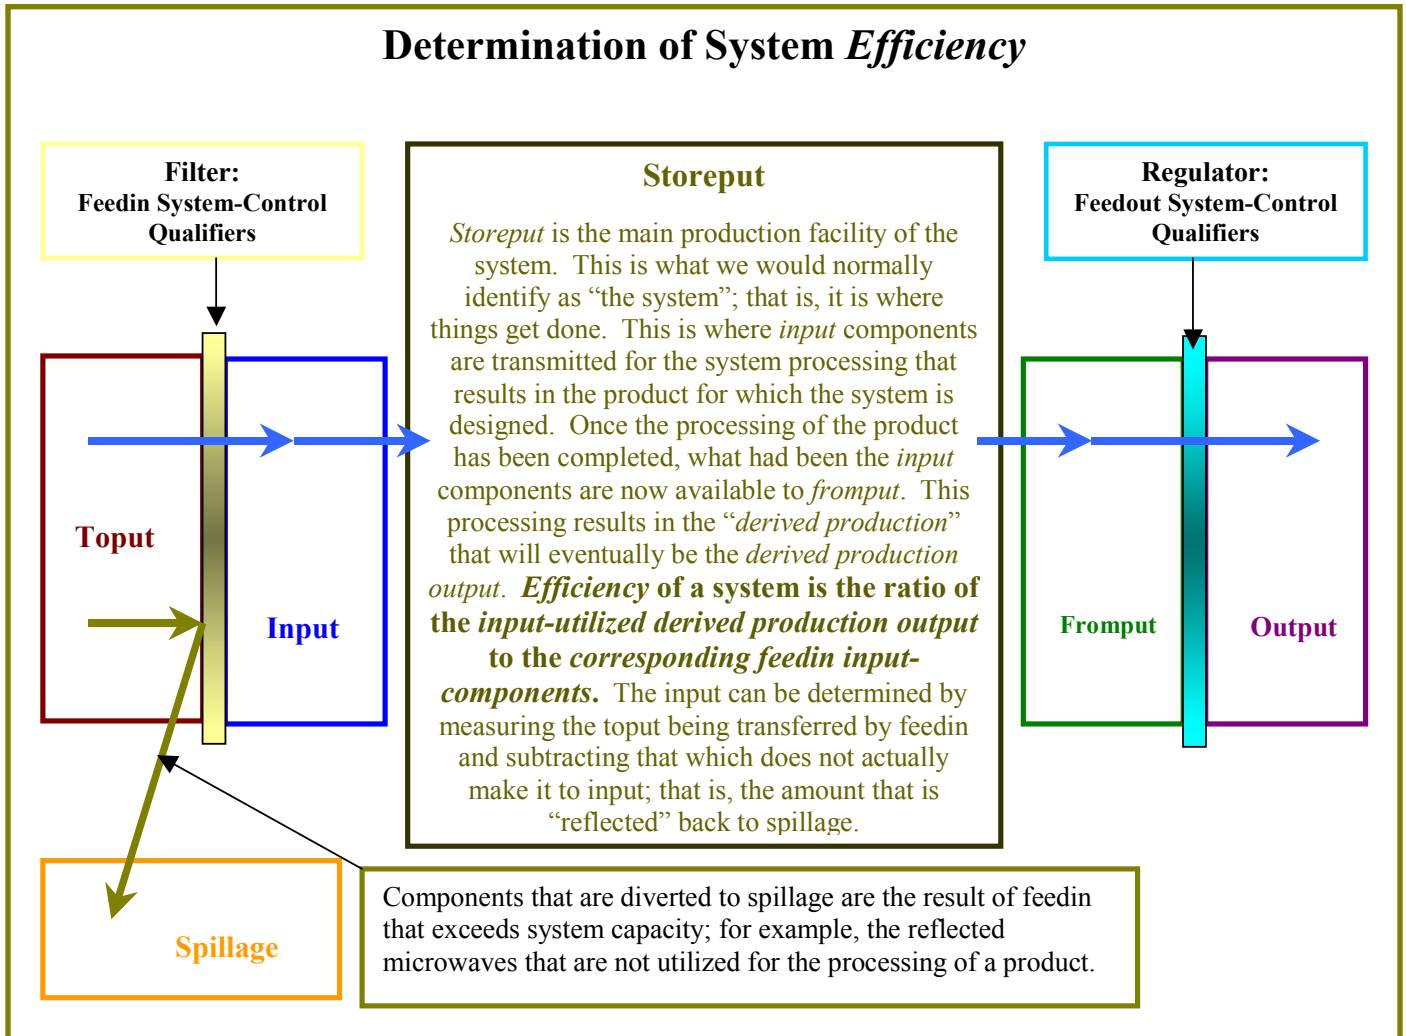 Determination of System Efficiency
Filter:
Feedin System-Control
Qualifiers
Storeput
Storeput is the main production facility of the
system. This is what we would normally
identify as “the system”; that is, it is where
things get done. This is where input components
are transmitted for the system processing that
results in the product for which the system is
designed. Once the processing of the product
has been completed, what had been the input
components are now available to fromput. This
processing results in the “derived production”
that will eventually be the derived production
output. Efficiency of a system is the ratio of
the input-utilized derived production output
to the corresponding feedin input-
components. The input can be determined by
measuring the toput being transferred by feedin
and subtracting that which does not actually
make it to input; that is, the amount that is
“reflected” back to spillage.
Regulator:
Feedout System-Control
Qualifiers
Toput
Input
Fromput
Output
Spillage
Components that are diverted to spillage are the result of feedin
that exceeds system capacity; for example, the reflected
microwaves that are not utilized for the processing of a product.